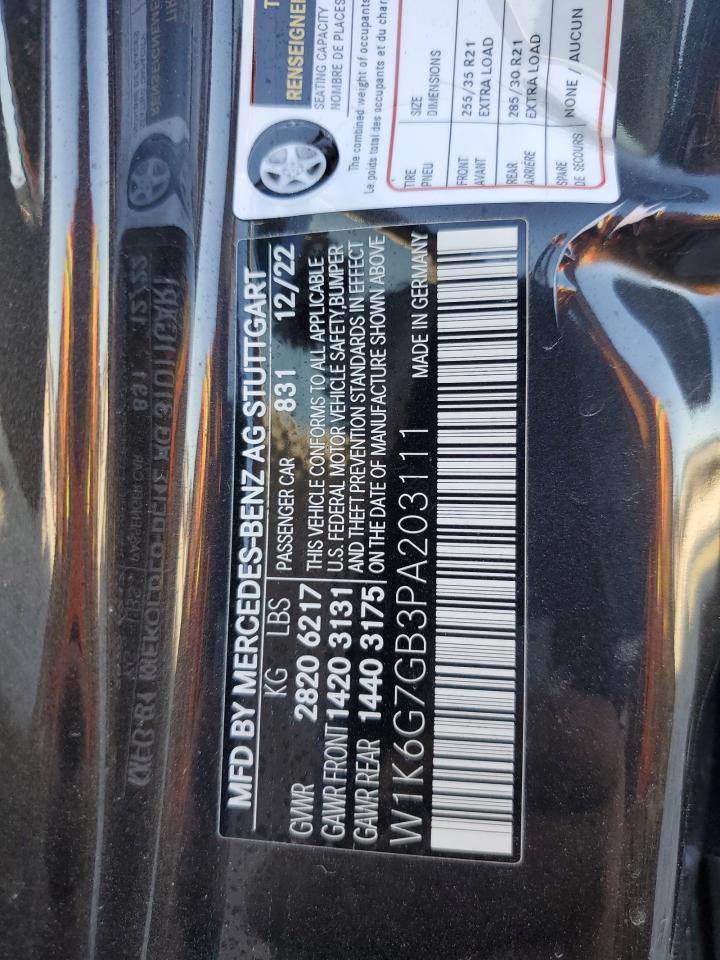 MFD BY MERCEDES-BENZ AG STUTTGART
KG LBS PASSENGER CAR 831 12/22
GVWR 2820 6217 THIS VEHICLE CONFORMS TO ALL APPLICABLE
GAWR FRONT 1420 3131 U.S. FEDERAL MOTOR VEHICLE SAFETY,BUMPER
GAWR REAR 1440 3175 AND THEFT PREVENTION STANDARDS IN EFFECT
ON THE DATE OF MANUFACTURE SHOWN ABOVE
W1K6G7GB3PA203111 MADE IN GERMANY
SEATING CAPACITY
NOMBRE DE PLACES
The combined weight of occupants
Le poids total des occupants et du
TIRE SIZE
PNEU DIMENSIONS
FRONT 255/35 R21
AVANT EXTRA LOAD
REAR 285/30 R21
ARRIÈRE EXTRA LOAD
SPARE NONE / AUCUN
DE SECOURS